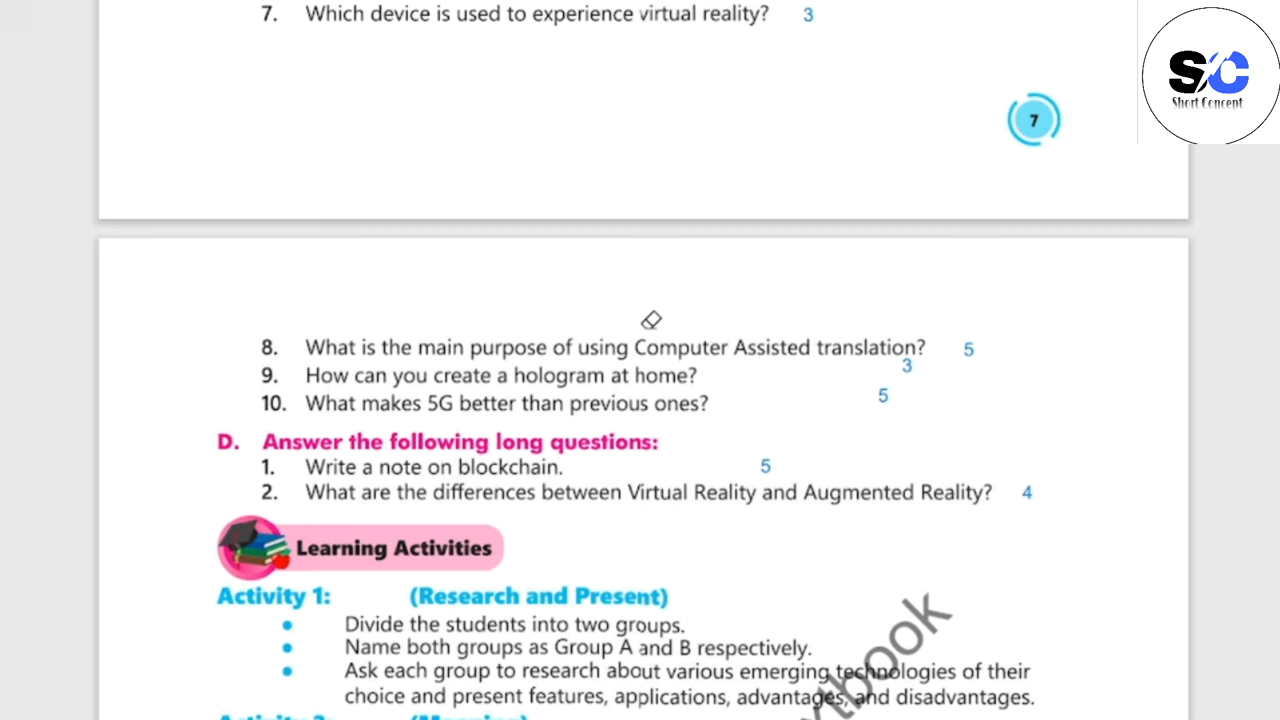 7. Which device is used to experience virtual reality? 3
S/C
Short Concept
7
8. What is the main purpose of using Computer Assisted translation? 5
9. How can you create a hologram at home? 3
10. What makes 5G better than previous ones? 5
D. Answer the following long questions:
1. Write a note on blockchain. 5
2. What are the differences between Virtual Reality and Augmented Reality? 4
Learning Activities
Activity 1: (Research and Present)
• Divide the students into two groups.
• Name both groups as Group A and B respectively.
• Ask each group to research about various emerging technologies of their
choice and present features, applications, advantages, and disadvantages.